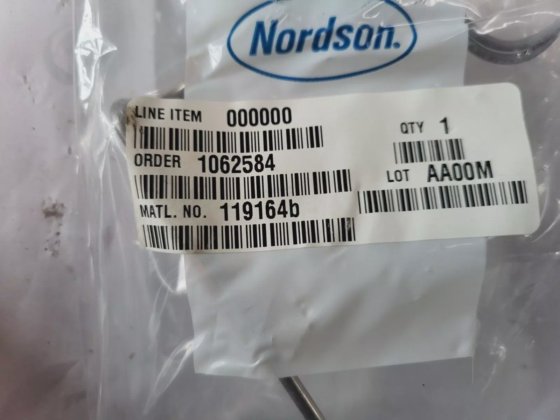 Nordson.
LINE ITEM 000000
QTY 1
ORDER 1062584
LOT AA00M
MATL. NO. 119164b